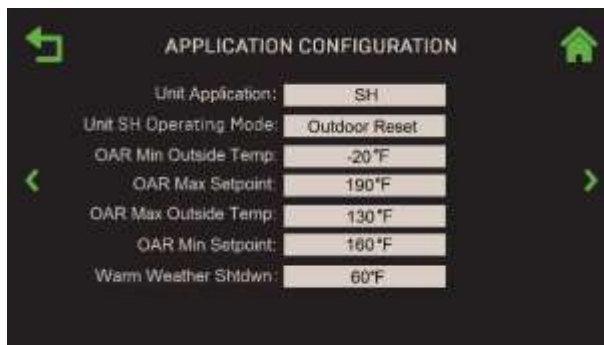 APPLICATION CONFIGURATION
Unit Application: SH
Unit SH Operating Mode: Outdoor Reset
OAR Min Outside Temp: -20°F
OAR Max Setpoint: 190°F
OAR Max Outside Temp: 130°F
OAR Min Setpoint: 160°F
Warm Weather Shtdwn: 60°F